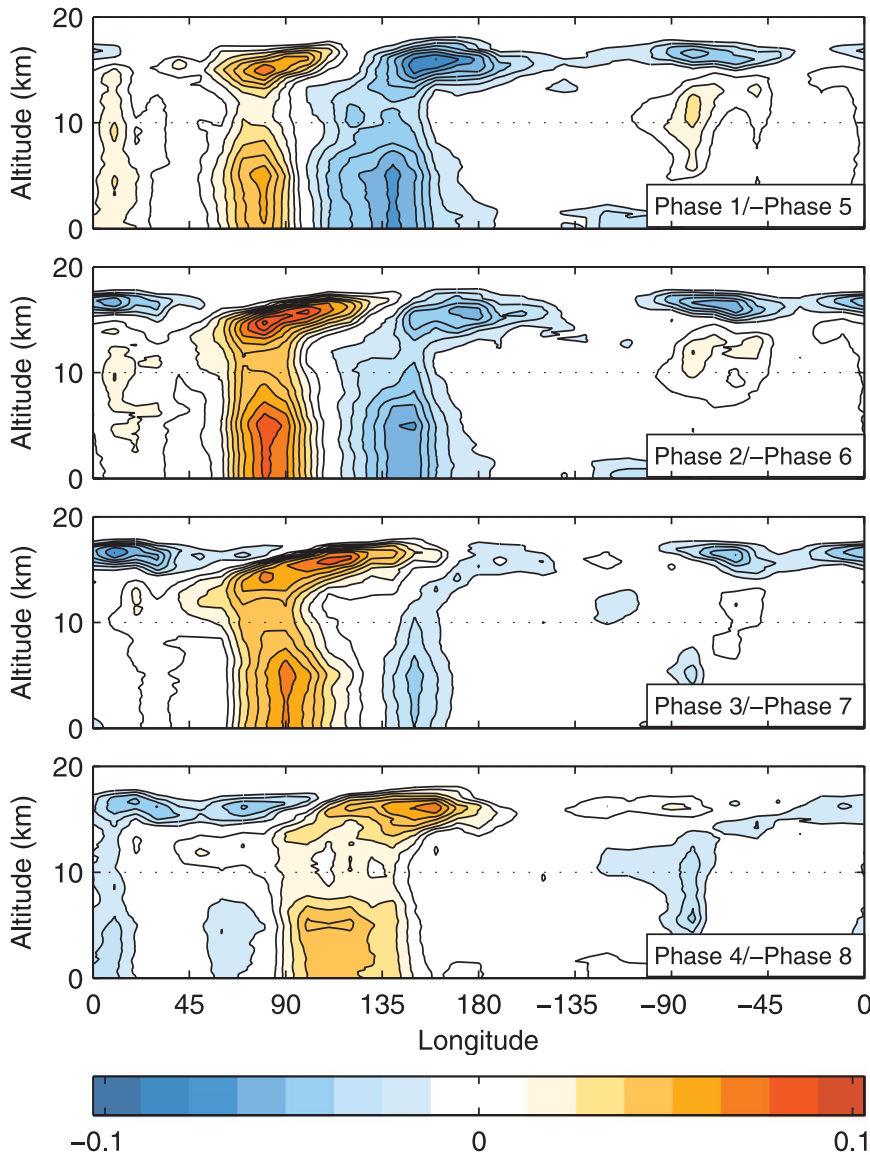 20
10
0
Altitude (km)
Phase 1/−Phase 5
20
10
0
Altitude (km)
Phase 2/−Phase 6
20
10
0
Altitude (km)
Phase 3/−Phase 7
20
10
0
Altitude (km)
Phase 4/−Phase 8
0 45 90 135 180 −135 −90 −45 0
Longitude
−0.1 0 0.1